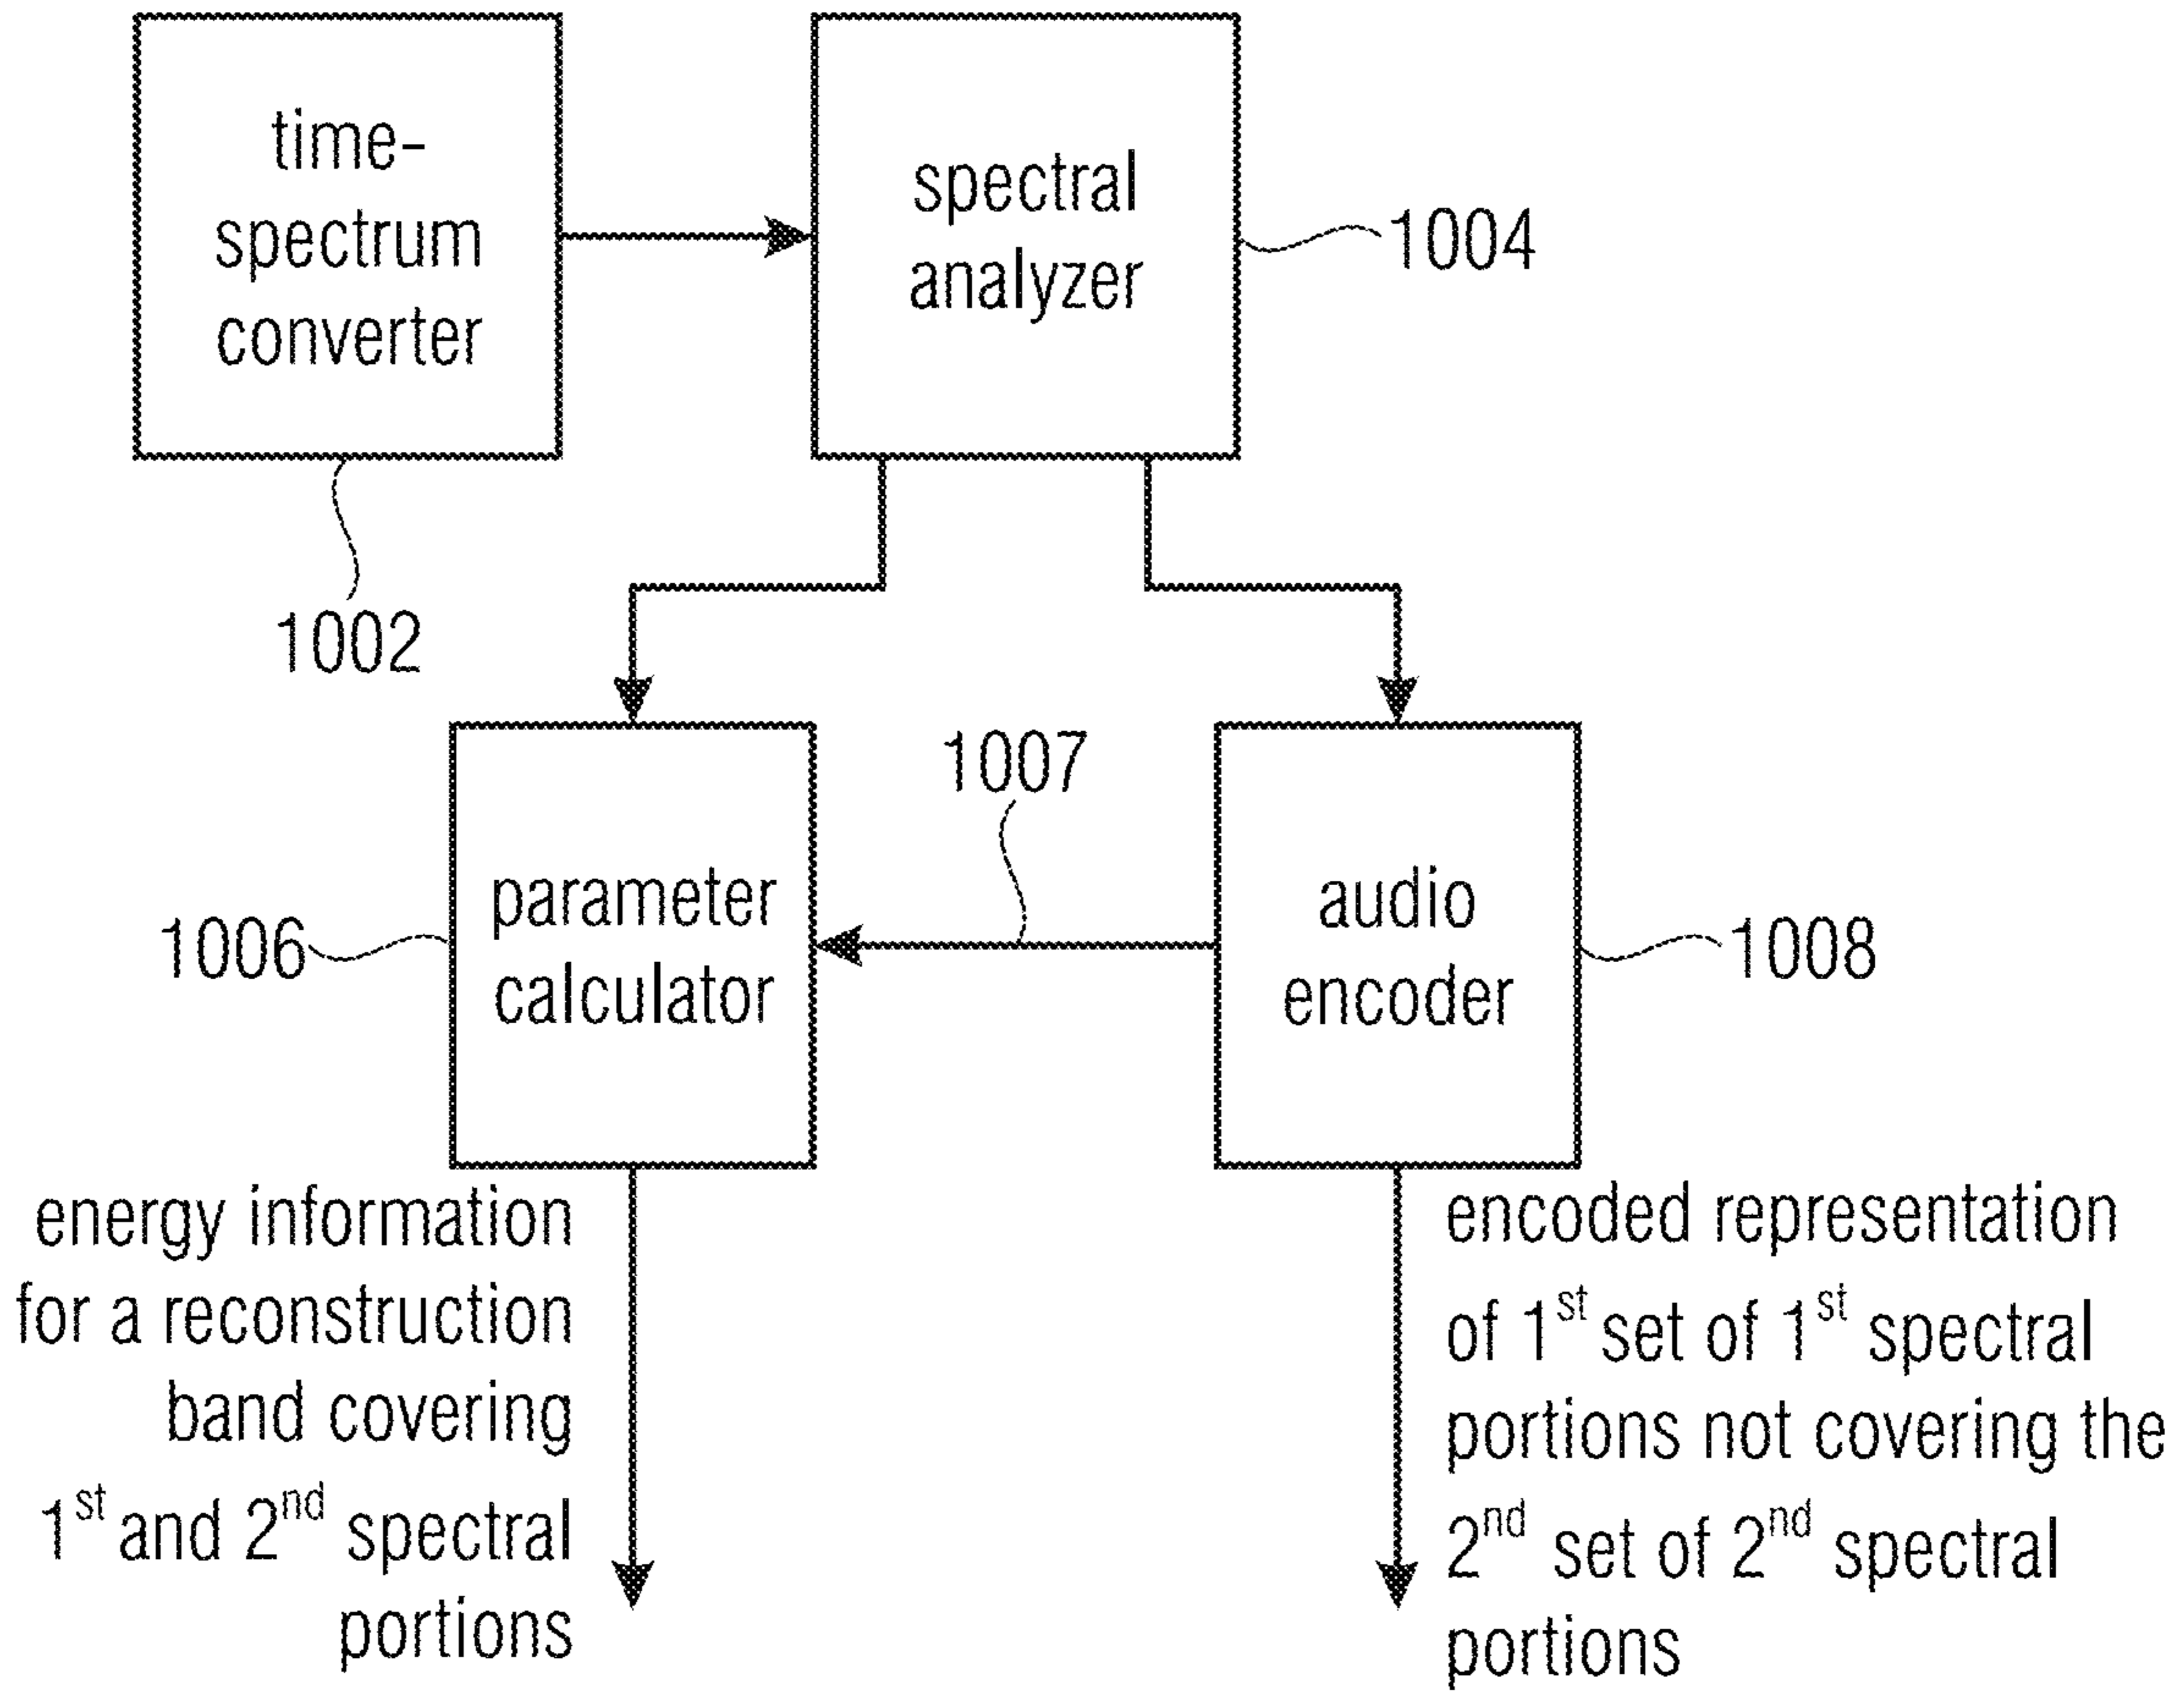 time-
spectrum
converter
spectral
analyzer
1004
1002
1007
parameter
calculator
1006
audio
encoder
1008
energy information
for a reconstruction
band covering
1st and 2nd spectral
portions
encoded representation
of 1st set of 1st spectral
portions not covering the
2nd set of 2nd spectral
portions